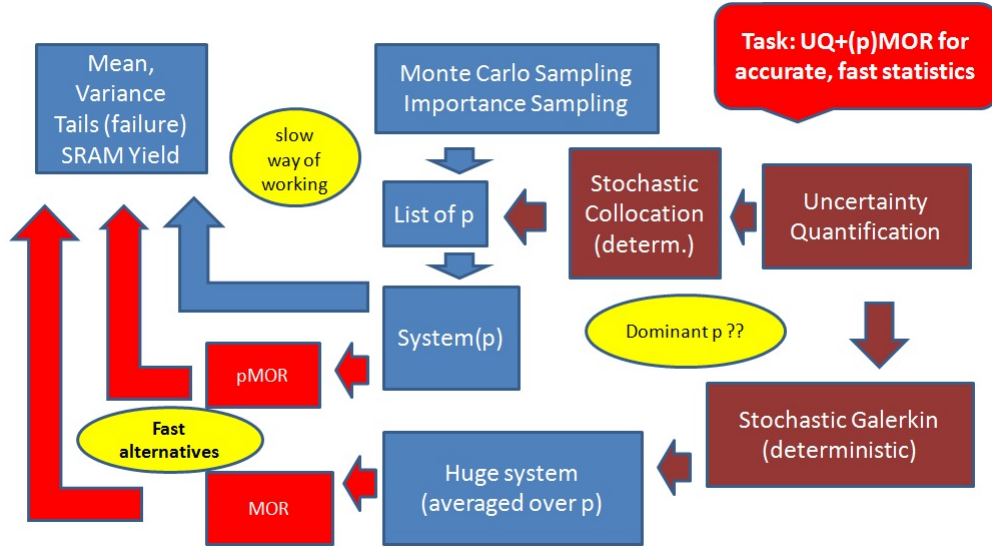 Mean,
Variance
Tails (failure)
SRAM Yield
Monte Carlo Sampling
Importance Sampling
Task: UQ+(p)MOR for
accurate, fast statistics
slow
way of
working
List of p
Stochastic
Collocation
(determ.)
Uncertainty
Quantification
System(p)
Dominant p ??
pMOR
Fast
alternatives
Stochastic Galerkin
(deterministic)
Huge system
(averaged over p)
MOR